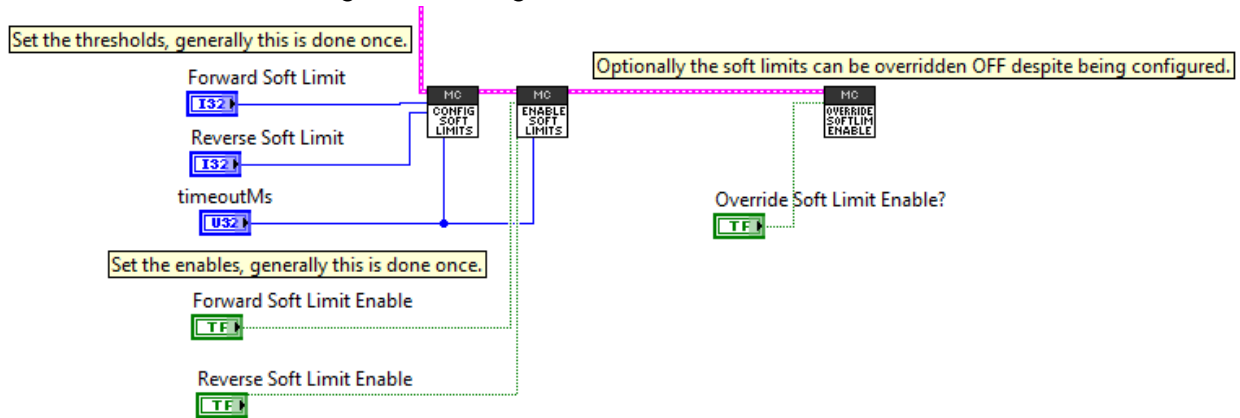 Set the thresholds, generally this is done once.
Optionally the soft limits can be overridden OFF despite being configured.
Forward Soft Limit
I32
MC
CONFIG
SOFT
LIMITS
MC
ENABLE
SOFT
LIMITS
MC
OVERRIDE
SOFTLIM
ENABLE
Reverse Soft Limit
I32
timeoutMs
U32
Override Soft Limit Enable?
TF
Set the enables, generally this is done once.
Forward Soft Limit Enable
TF
Reverse Soft Limit Enable
TF